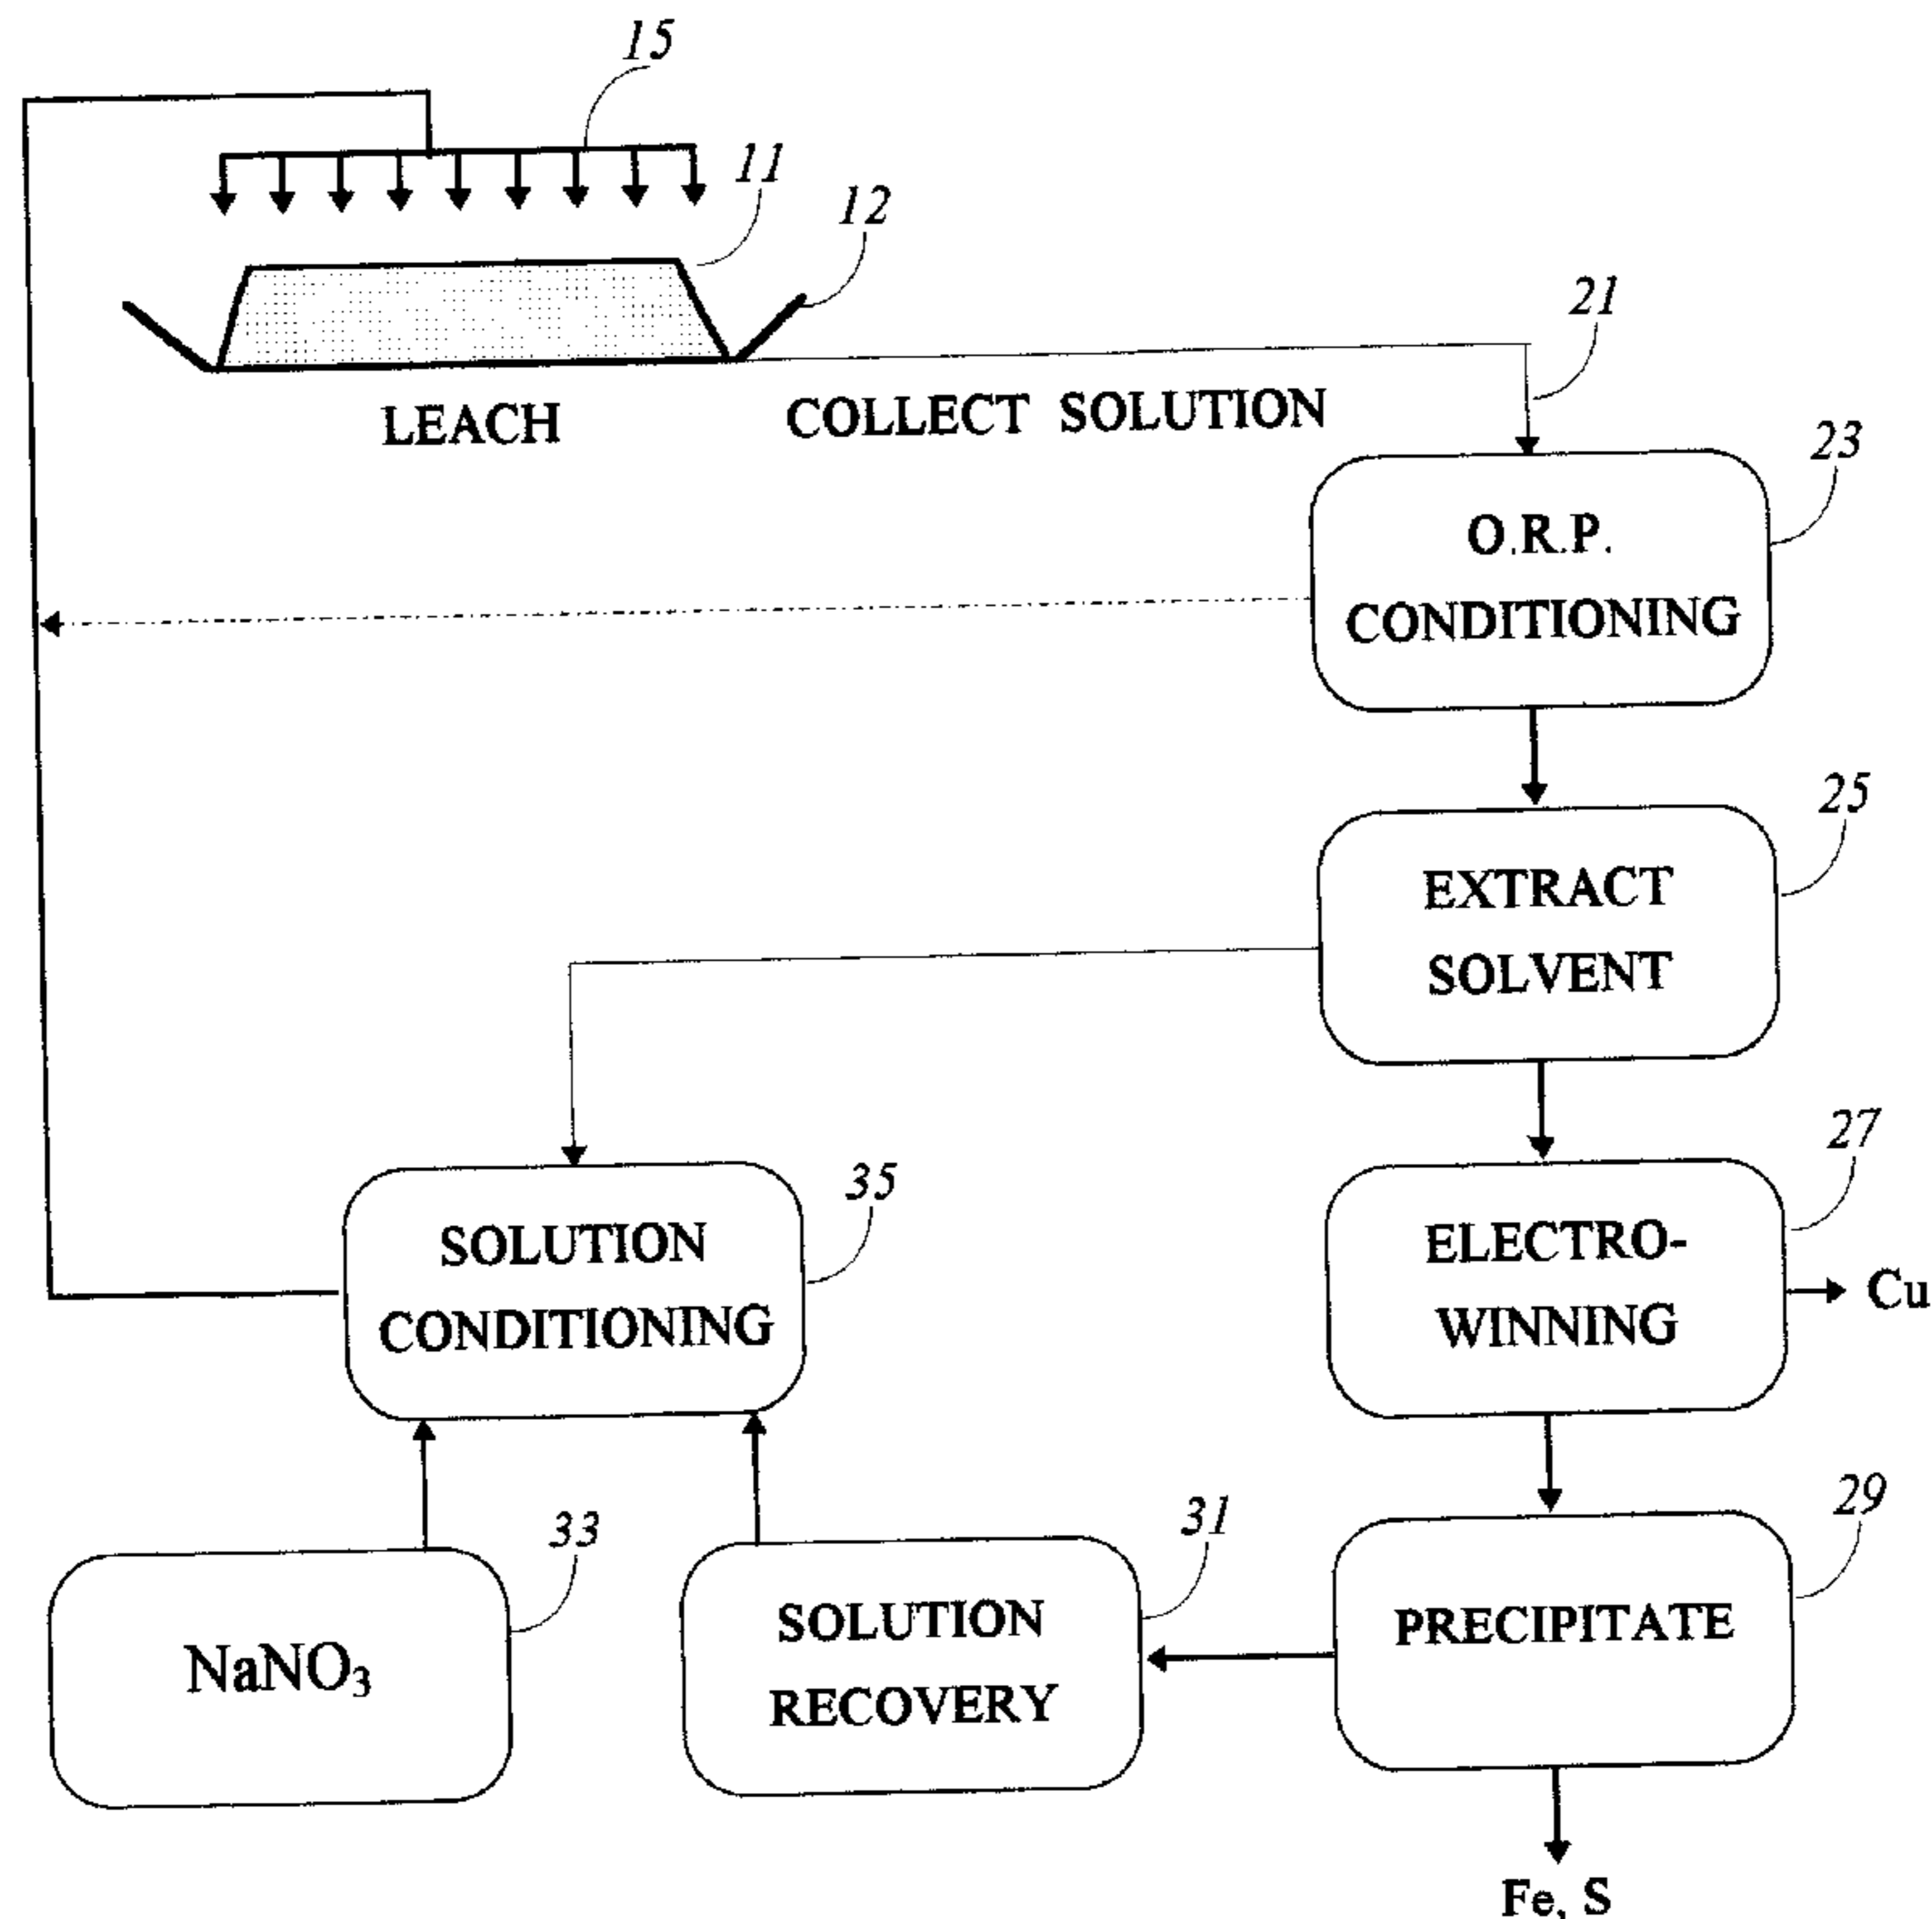 15
11
12
21
LEACH
COLLECT SOLUTION
23
O.R.P.
CONDITIONING
25
EXTRACT
SOLVENT
27
35
SOLUTION
CONDITIONING
ELECTRO-
WINNING
Cu
33
31
29
NaNO₃
SOLUTION
RECOVERY
PRECIPITATE
Fe, S